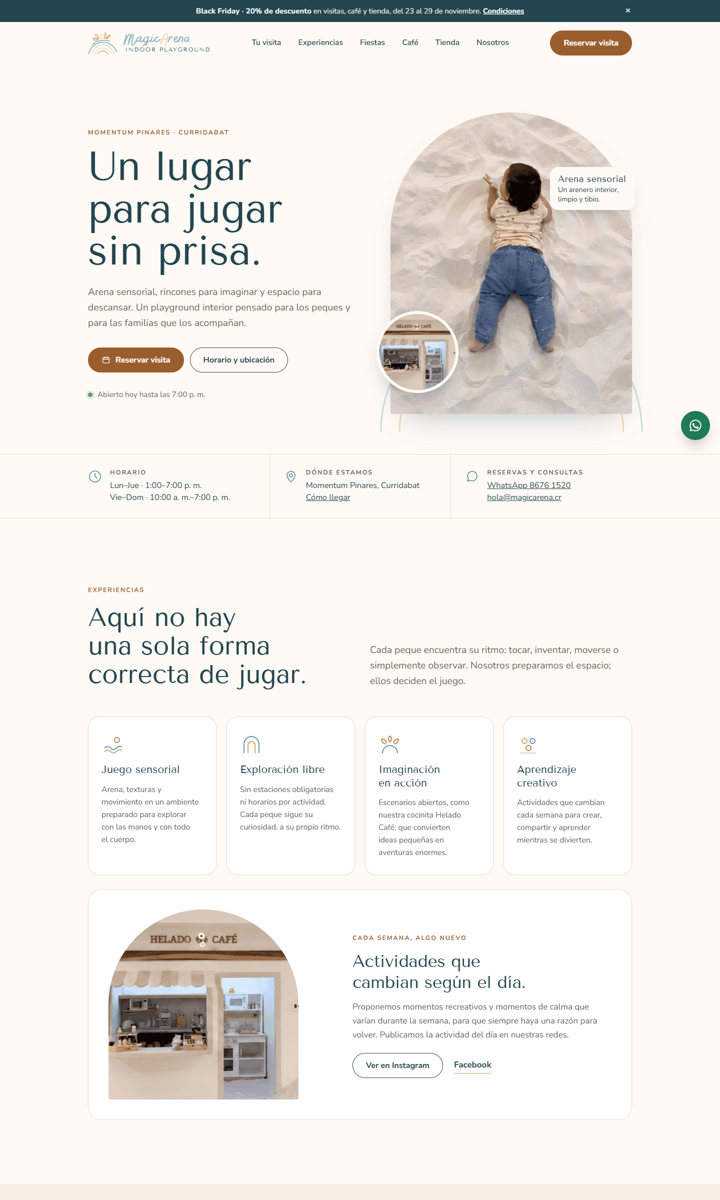 Black Friday · 20% de descuento en visitas, café y tienda, del 23 al 29 de noviembre. Condiciones ×
Magic Arena
INDOOR PLAYGROUND
Tu visita Experiencias Fiestas Café Tienda Nosotros
Reservar visita
MOMENTUM PINARES · CURRIDABAT
Un lugar
para jugar
sin prisa.
Arena sensorial, rincones para imaginar y espacio para
descansar. Un playground interior pensado para los peques y
para las familias que los acompañan.
Reservar visita
Horario y ubicación
Abierto hoy hasta las 7:00 p. m.
Arena sensorial
Un arenero interior,
limpio y tibio.
HELADO CAFÉ
HORARIO
Lun–Jue · 1:00–7:00 p. m.
Vie–Dom · 10:00 a. m.–7:00 p. m.
DÓNDE ESTAMOS
Momentum Pinares, Curridabat
Cómo llegar
RESERVAS Y CONSULTAS
WhatsApp 8676 1520
hola@magicarena.cr
EXPERIENCIAS
Aquí no hay
una sola forma
correcta de jugar.
Cada peque encuentra su ritmo: tocar, inventar, moverse o
simplemente observar. Nosotros preparamos el espacio;
ellos deciden el juego.
Juego sensorial
Arena, texturas y
movimiento en un ambiente
preparado para explorar
con las manos y con todo
el cuerpo.
Exploración libre
Sin estaciones obligatorias
ni horarios por actividad.
Cada peque sigue su
curiosidad, a su propio ritmo.
Imaginación
en acción
Escenarios abiertos, como
nuestra cocinita Helado
Café, que convierten
ideas pequeñas en
aventuras enormes.
Aprendizaje
creativo
Actividades que cambian
cada semana para crear,
compartir y aprender
mientras se divierten.
HELADO CAFÉ
CADA SEMANA, ALGO NUEVO
Actividades que
cambian según el día.
Proponemos momentos recreativos y momentos de calma que
varían durante la semana, para que siempre haya una razón para
volver. Publicamos la actividad del día en nuestras redes.
Ver en Instagram
Facebook